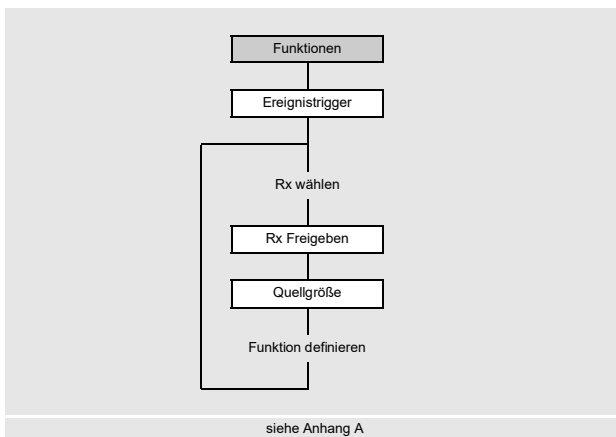 Funktionen
Ereignistrigger
Rx wählen
Rx Freigeben
Quellgröße
Funktion definieren
siehe Anhang A